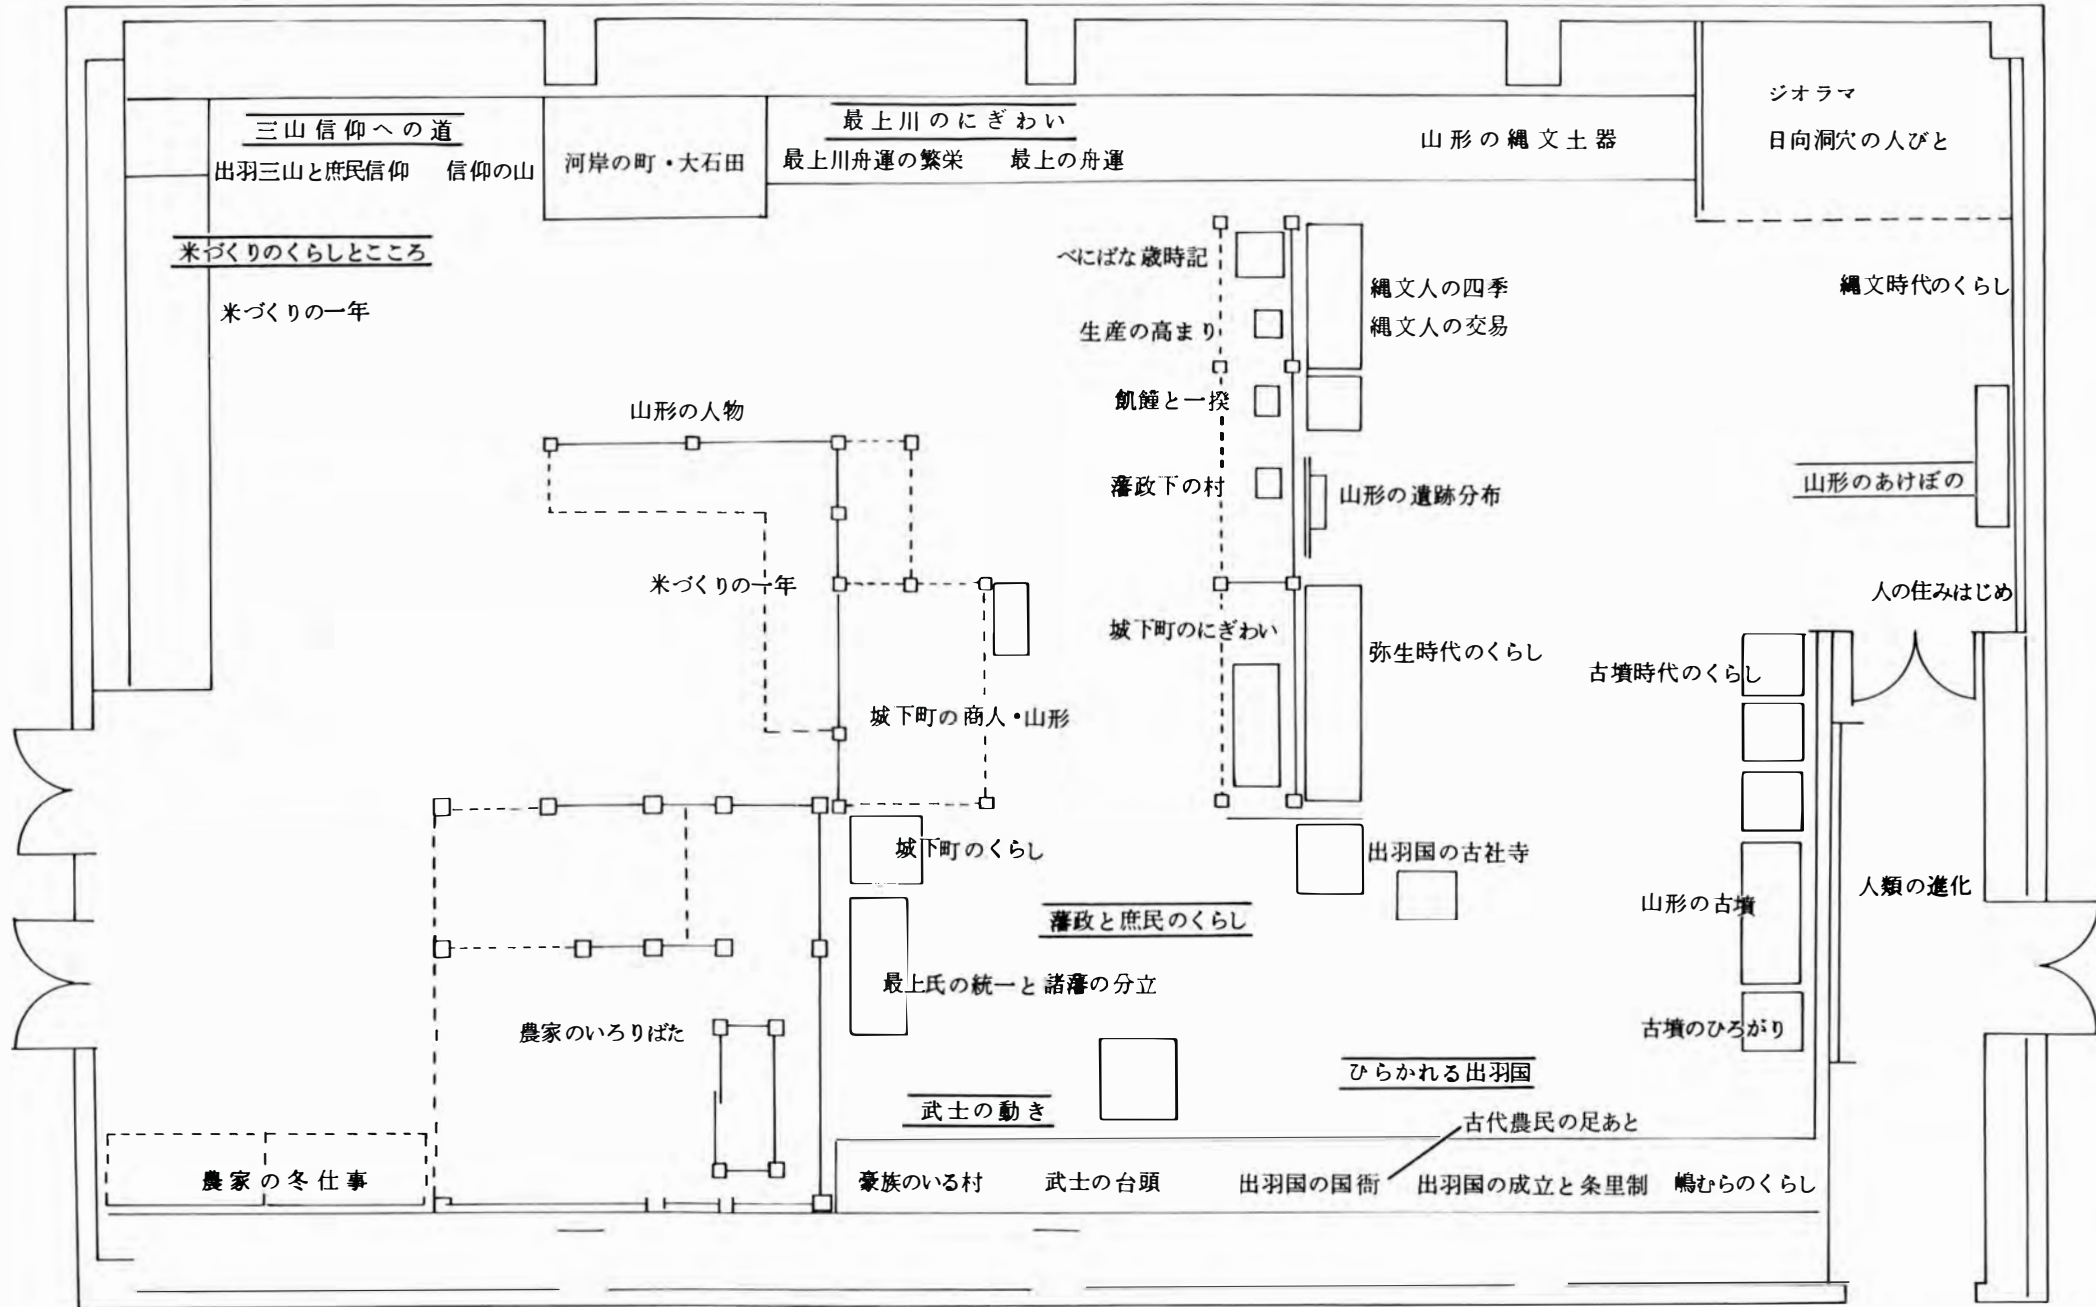 三山信仰への道
出羽三山と庶民信仰
信仰の山
河岸の町・大石田
最上川のにぎわい
最上川舟運の繁栄
最上の舟運
山形の縄文土器
ジオラマ
日向洞穴の人びと
米づくりのくらしとこころ
米づくりの一年
べにばな歳時記
生産の高まり
飢饉と一揆
藩政下の村
縄文人の四季
縄文人の交易
山形の遺跡分布
縄文時代のくらし
山形のあけぼの
人の住みはじめ
山形の人物
米づくりの一年
城下町のにぎわい
弥生時代のくらし
古墳時代のくらし
城下町の商人・山形
城下町のくらし
出羽国の古社寺
人類の進化
山形の古墳
藩政と庶民のくらし
最上氏の統一と諸藩の分立
農家のいろりばた
古墳のひろがり
ひらかれる出羽国
武士の動き
古代農民の足あと
農家の冬仕事
豪族のいる村
武士の台頭
出羽国の国衙
出羽国の成立と条里制
嶋むらのくらし